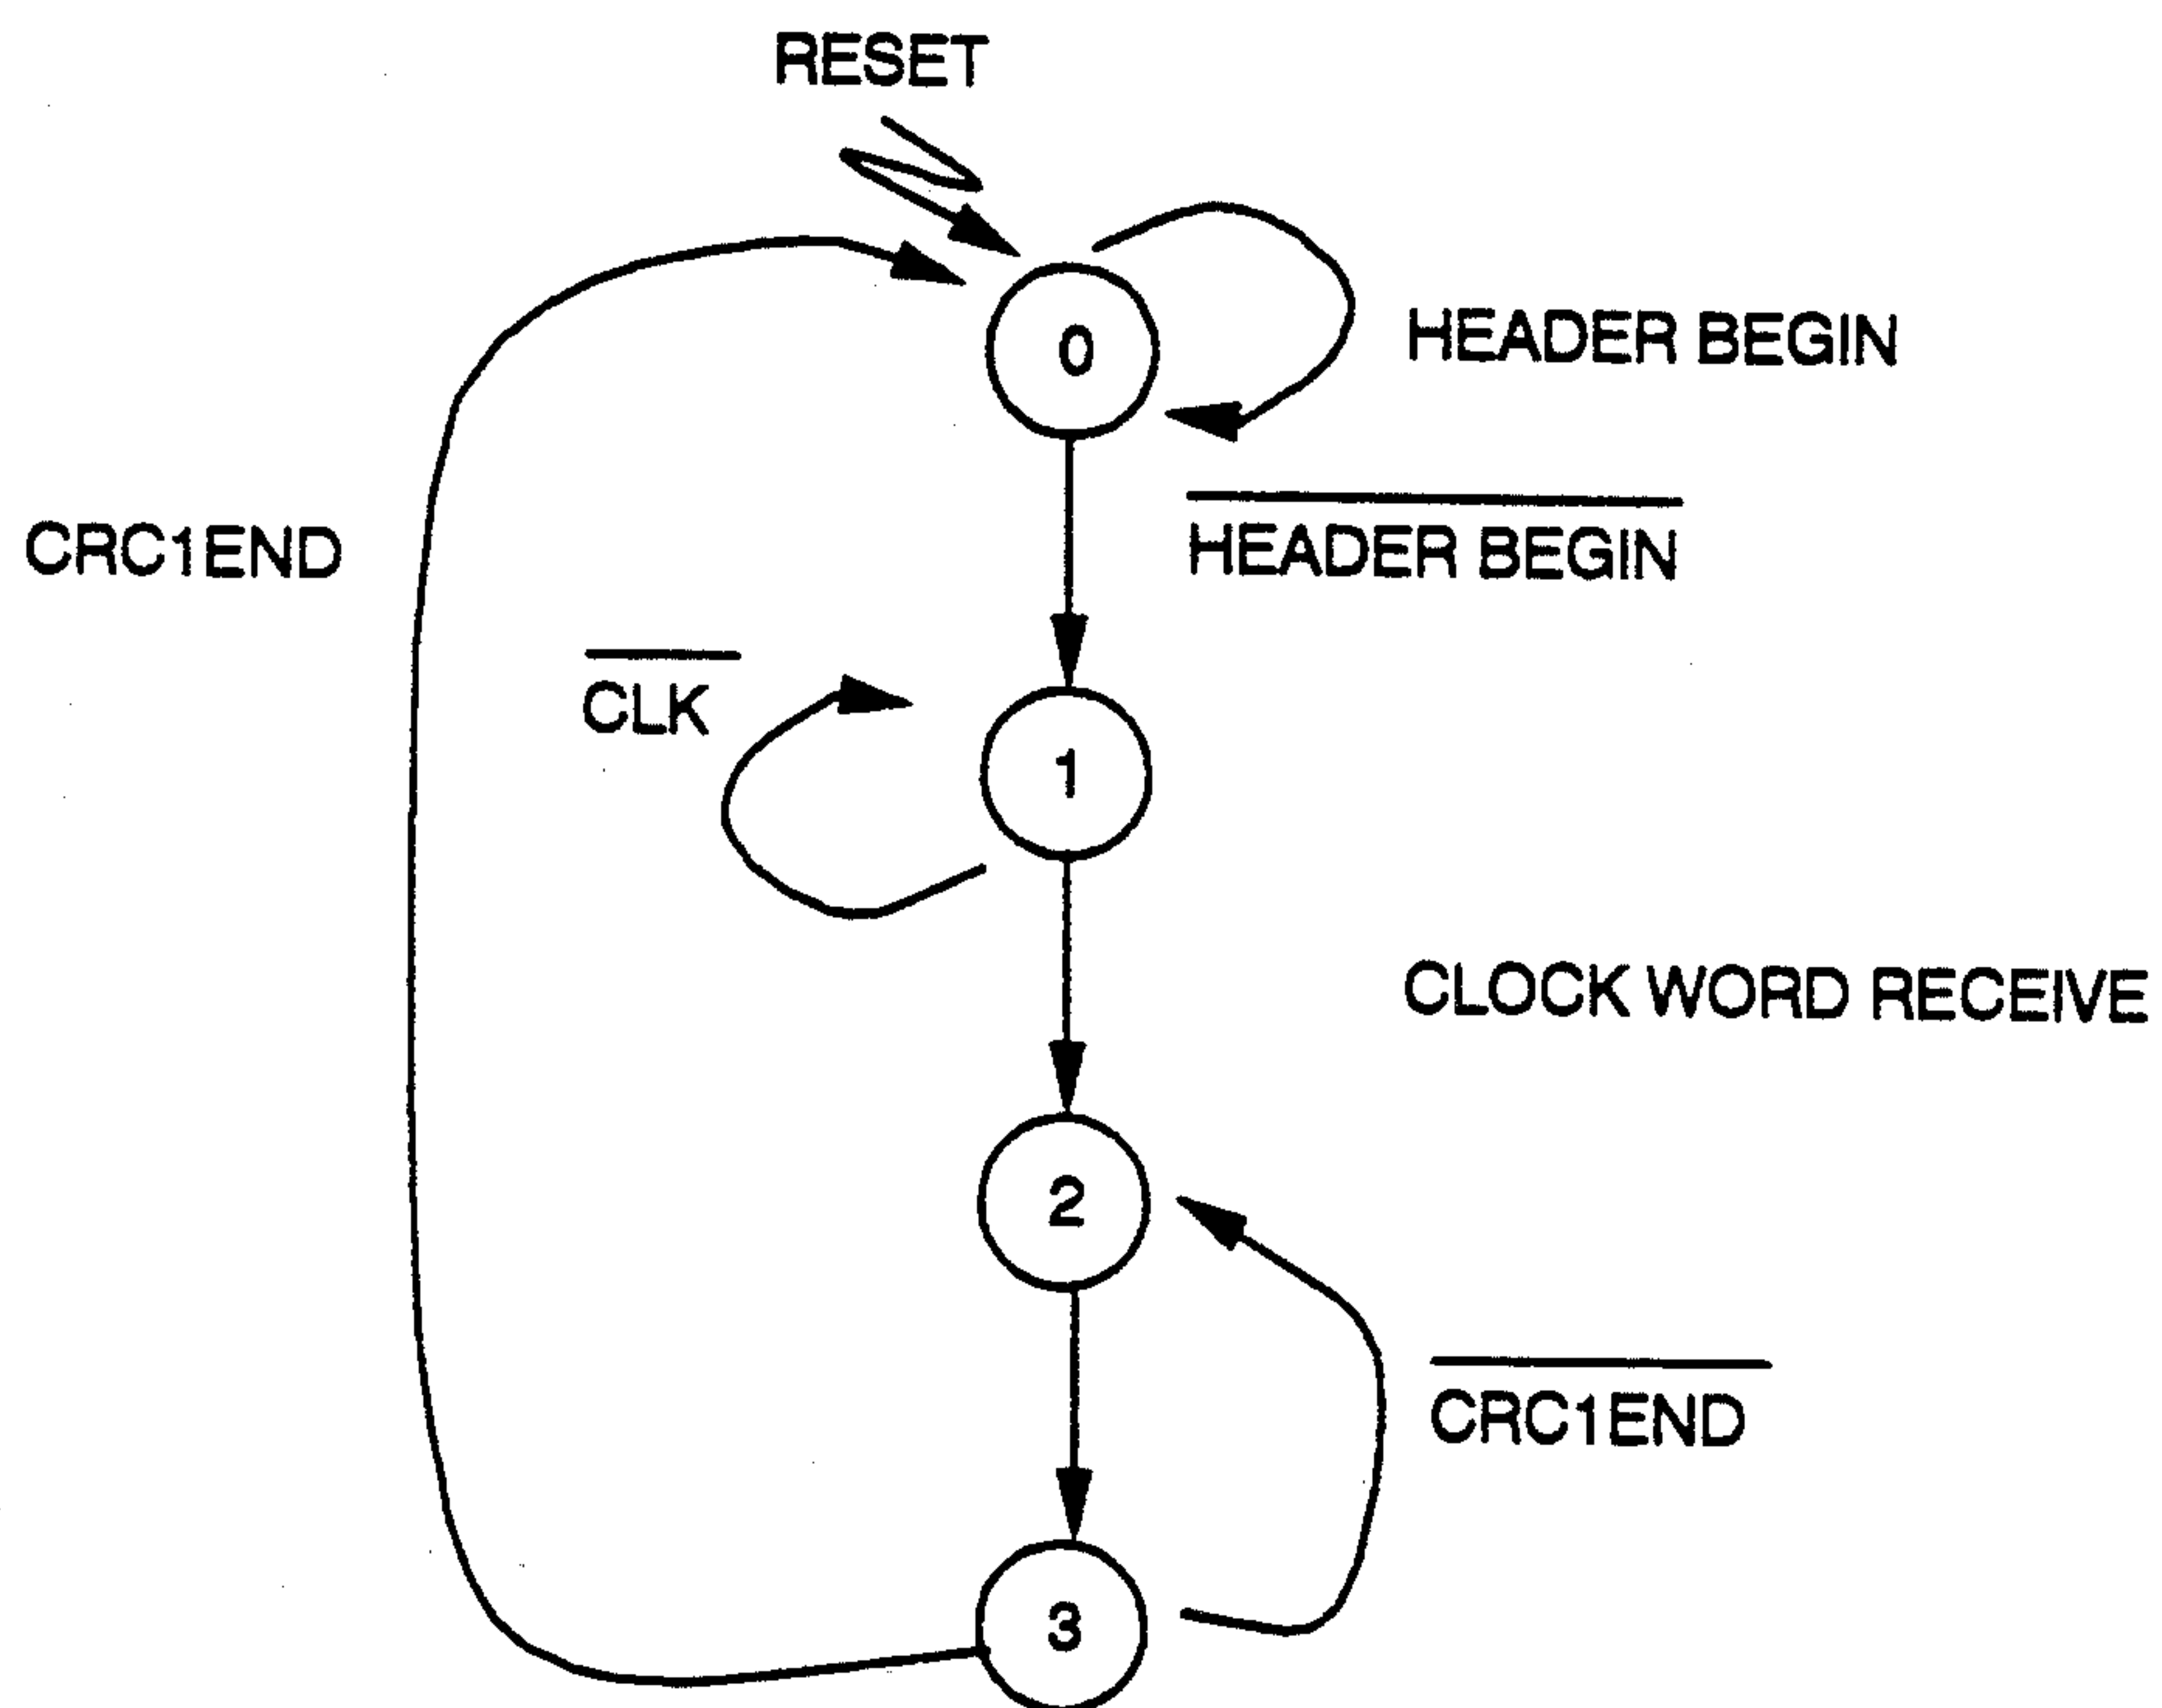 RESET
0
HEADER BEGIN
HEADER BEGIN
CRC1END
CLK
1
CLOCK WORD RECEIVE
2
CRC1END
3